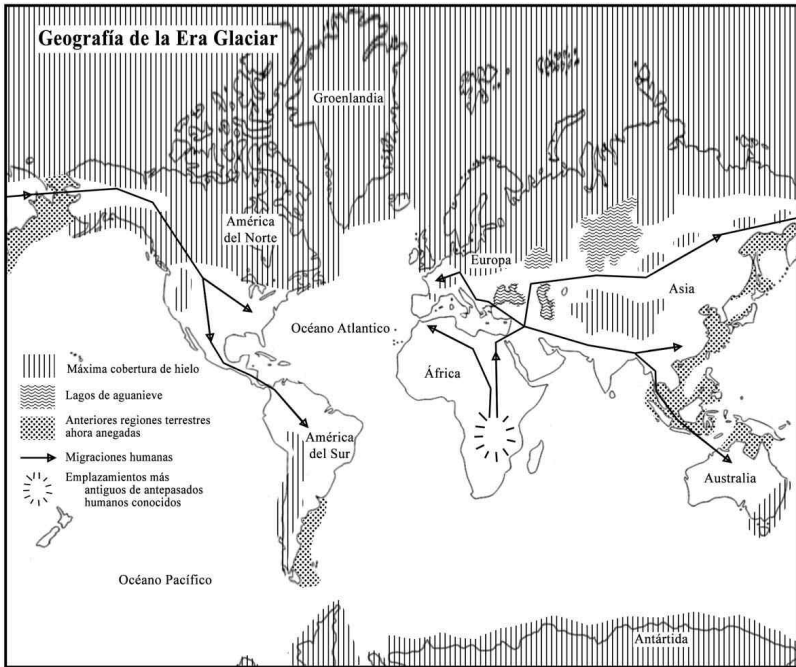 Geografía de la Era Glaciar
Groenlandia
América
del Norte
Europa
Asia
Océano Atlantico
África
Máxima cobertura de hielo
Lagos de aguanieve
Anteriores regiones terrestres
ahora anegadas
Migraciones humanas
Emplazamientos más
antiguos de antepasados
humanos conocidos
América
del Sur
Australia
Océano Pacífico
Antártida